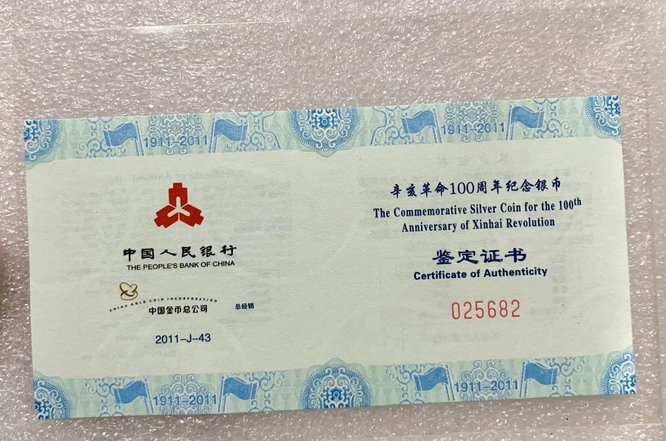 1911-2011
1911-2011
中国人民银行
THE PEOPLE'S BANK OF CHINA
CHINA GOLD COIN INCORPORATION
中国金币总公司
总经销
2011-J-43
辛亥革命100周年纪念银币
The Commemorative Silver Coin for the 100th
Anniversary of Xinhai Revolution
鉴定证书
Certificate of Authenticity
025682
1911-2011
1911-2011